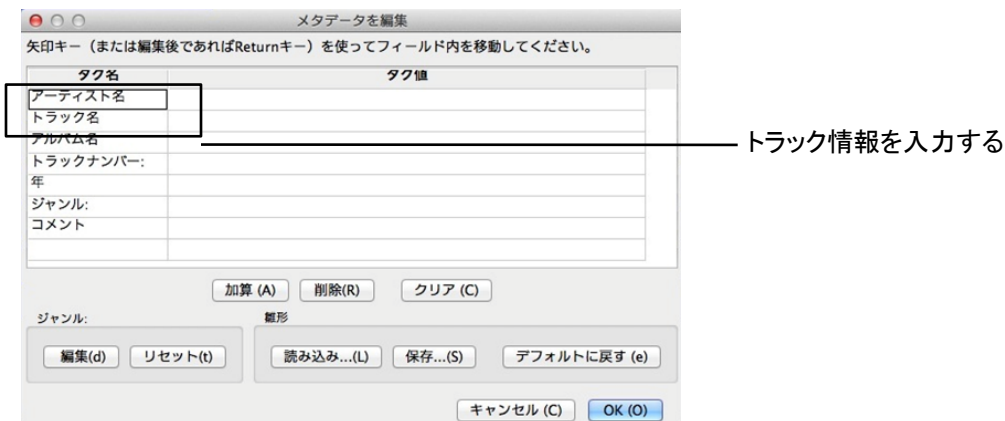 メタデータを編集
矢印キー（または編集後であればReturnキー）を使ってフィールド内を移動してください。
タグ名 タグ値
アーティスト名
トラック名
アルバム名
トラック情報を入力する
トラックナンバー:
年
ジャンル:
コメント
加算 (A) 削除(R) クリア (C)
ジャンル: 雛形
編集(d) リセット(t) 読み込み...(L) 保存...(S) デフォルトに戻す (e)
キャンセル (C) OK (O)